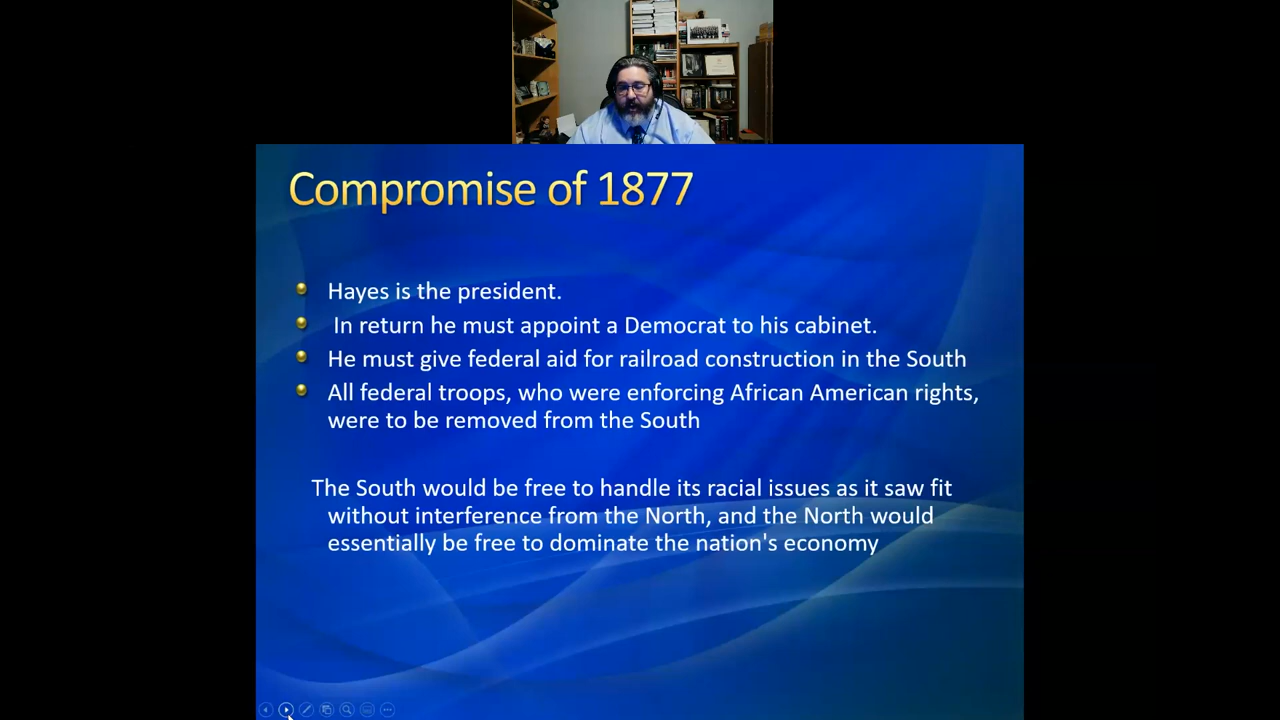 Compromise of 1877
Hayes is the president.
In return he must appoint a Democrat to his cabinet.
He must give federal aid for railroad construction in the South
All federal troops, who were enforcing African American rights,
were to be removed from the South
The South would be free to handle its racial issues as it saw fit
without interference from the North, and the North would
essentially be free to dominate the nation's economy